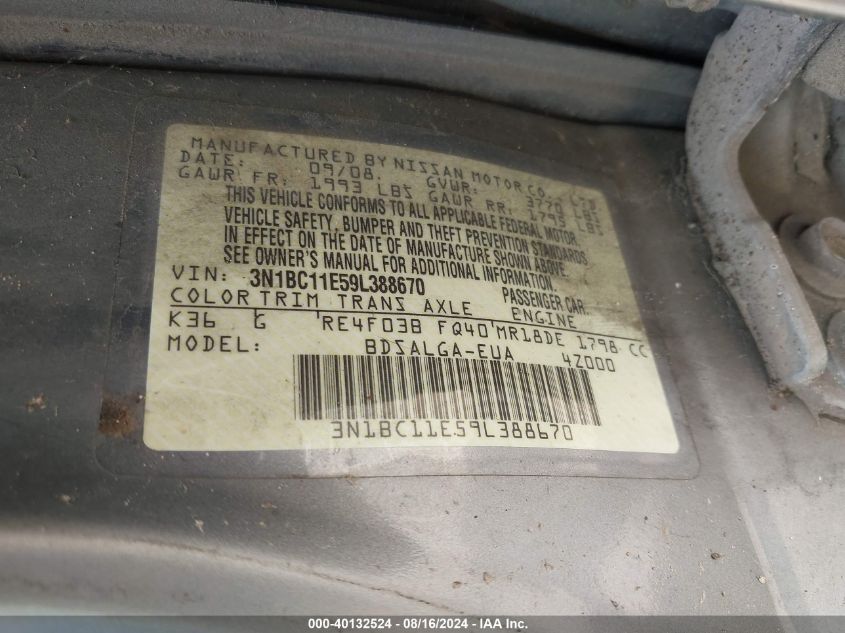 MANUFACTURED BY NISSAN MOTOR CO. LTD
DATE: 09/08 GVWR: 3770 LBS
GAWR FR: 1993 LBS GAWR RR: 1793 LBS
THIS VEHICLE CONFORMS TO ALL APPLICABLE FEDERAL MOTOR
VEHICLE SAFETY, BUMPER AND THEFT PREVENTION STANDARDS
IN EFFECT ON THE DATE OF MANUFACTURE SHOWN ABOVE.
SEE OWNER'S MANUAL FOR ADDITIONAL INFORMATION.
VIN: 3N1BC11E59L388670 PASSENGER CAR
COLOR TRIM TRANS AXLE ENGINE
K36 G RE4F03B FQ40 MR18DE 1798 CC
MODEL: BDSALGA-EUA 4Z000
3N1BC11E59L388670
000-40132524 - 08/16/2024 - IAA Inc.